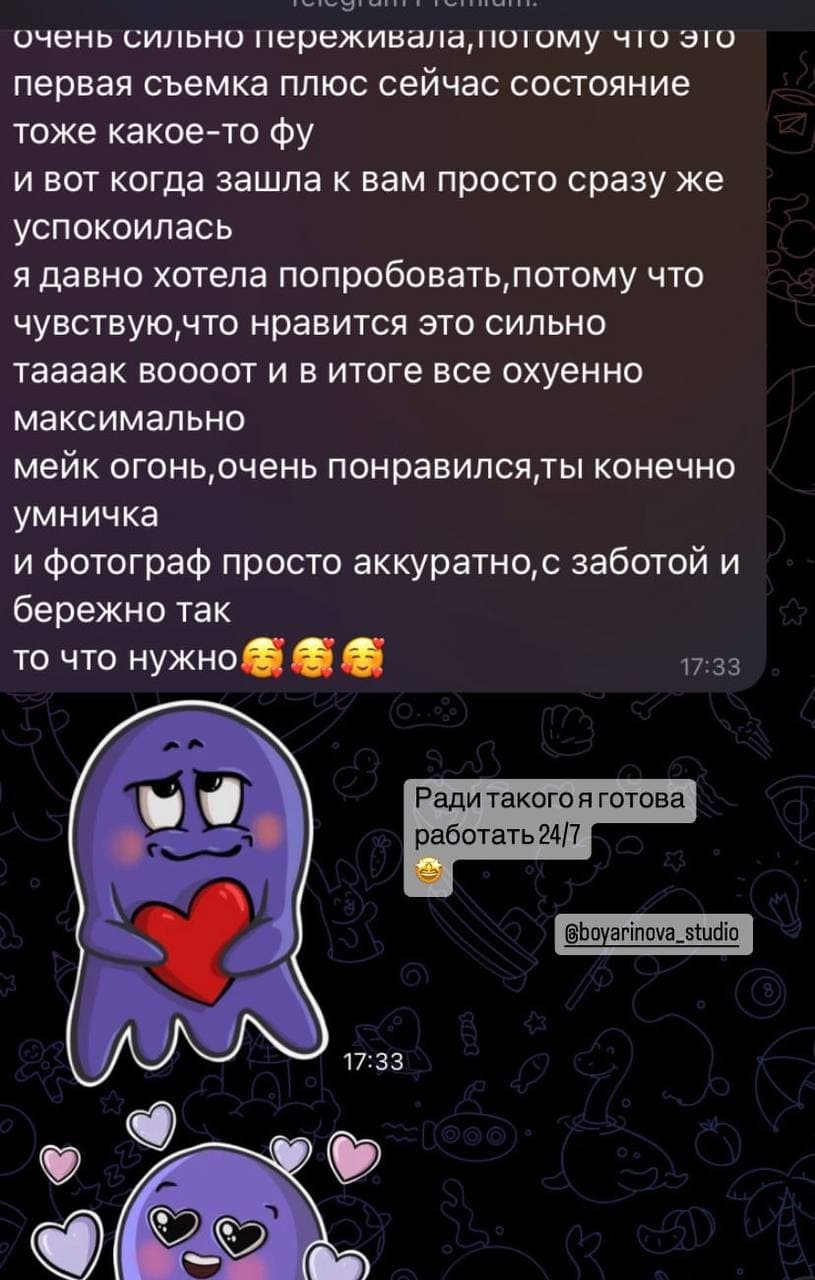 Telegram Premium.
очень сильно переживала,потому что это
первая съемка плюс сейчас состояние
тоже какое-то фу
и вот когда зашла к вам просто сразу же
успокоилась
я давно хотела попробовать,потому что
чувствую,что нравится это сильно
таааак воооот и в итоге все охуенно
максимально
мейк огонь,очень понравился,ты конечно
умничка
и фотограф просто аккуратно,с заботой и
бережно так
то что нужно🥰🥰🥰
17:33
Ради такого я готова
работать 24/7
🤩
@boyarinova_studio
17:33